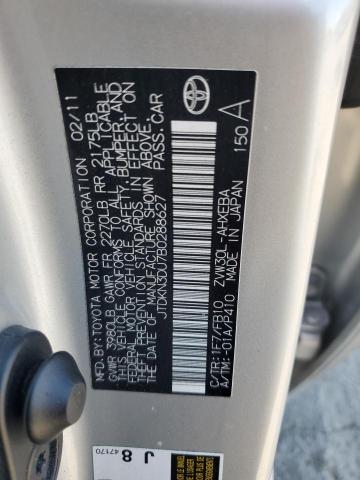 MFD.BY: TOYOTA MOTOR CORPORATION 02/11
GVWR 3980LB GAWR FR 2270LB RR 2175LB
THIS VEHICLE CONFORMS TO ALL APPLICABLE
FEDERAL MOTOR VEHICLE SAFETY, BUMPER, AND
THEFT PREVENTION STANDARDS IN EFFECT ON
THE DATE OF MANUFACTURE SHOWN ABOVE.
JTDKN3DU7B0288627 PASS.CAR
C/TR:1F7/FB10 ZVW30L-AHXEBA
A/TM:-01A/P410 MADE IN JAPAN 150 A
J 8
47170